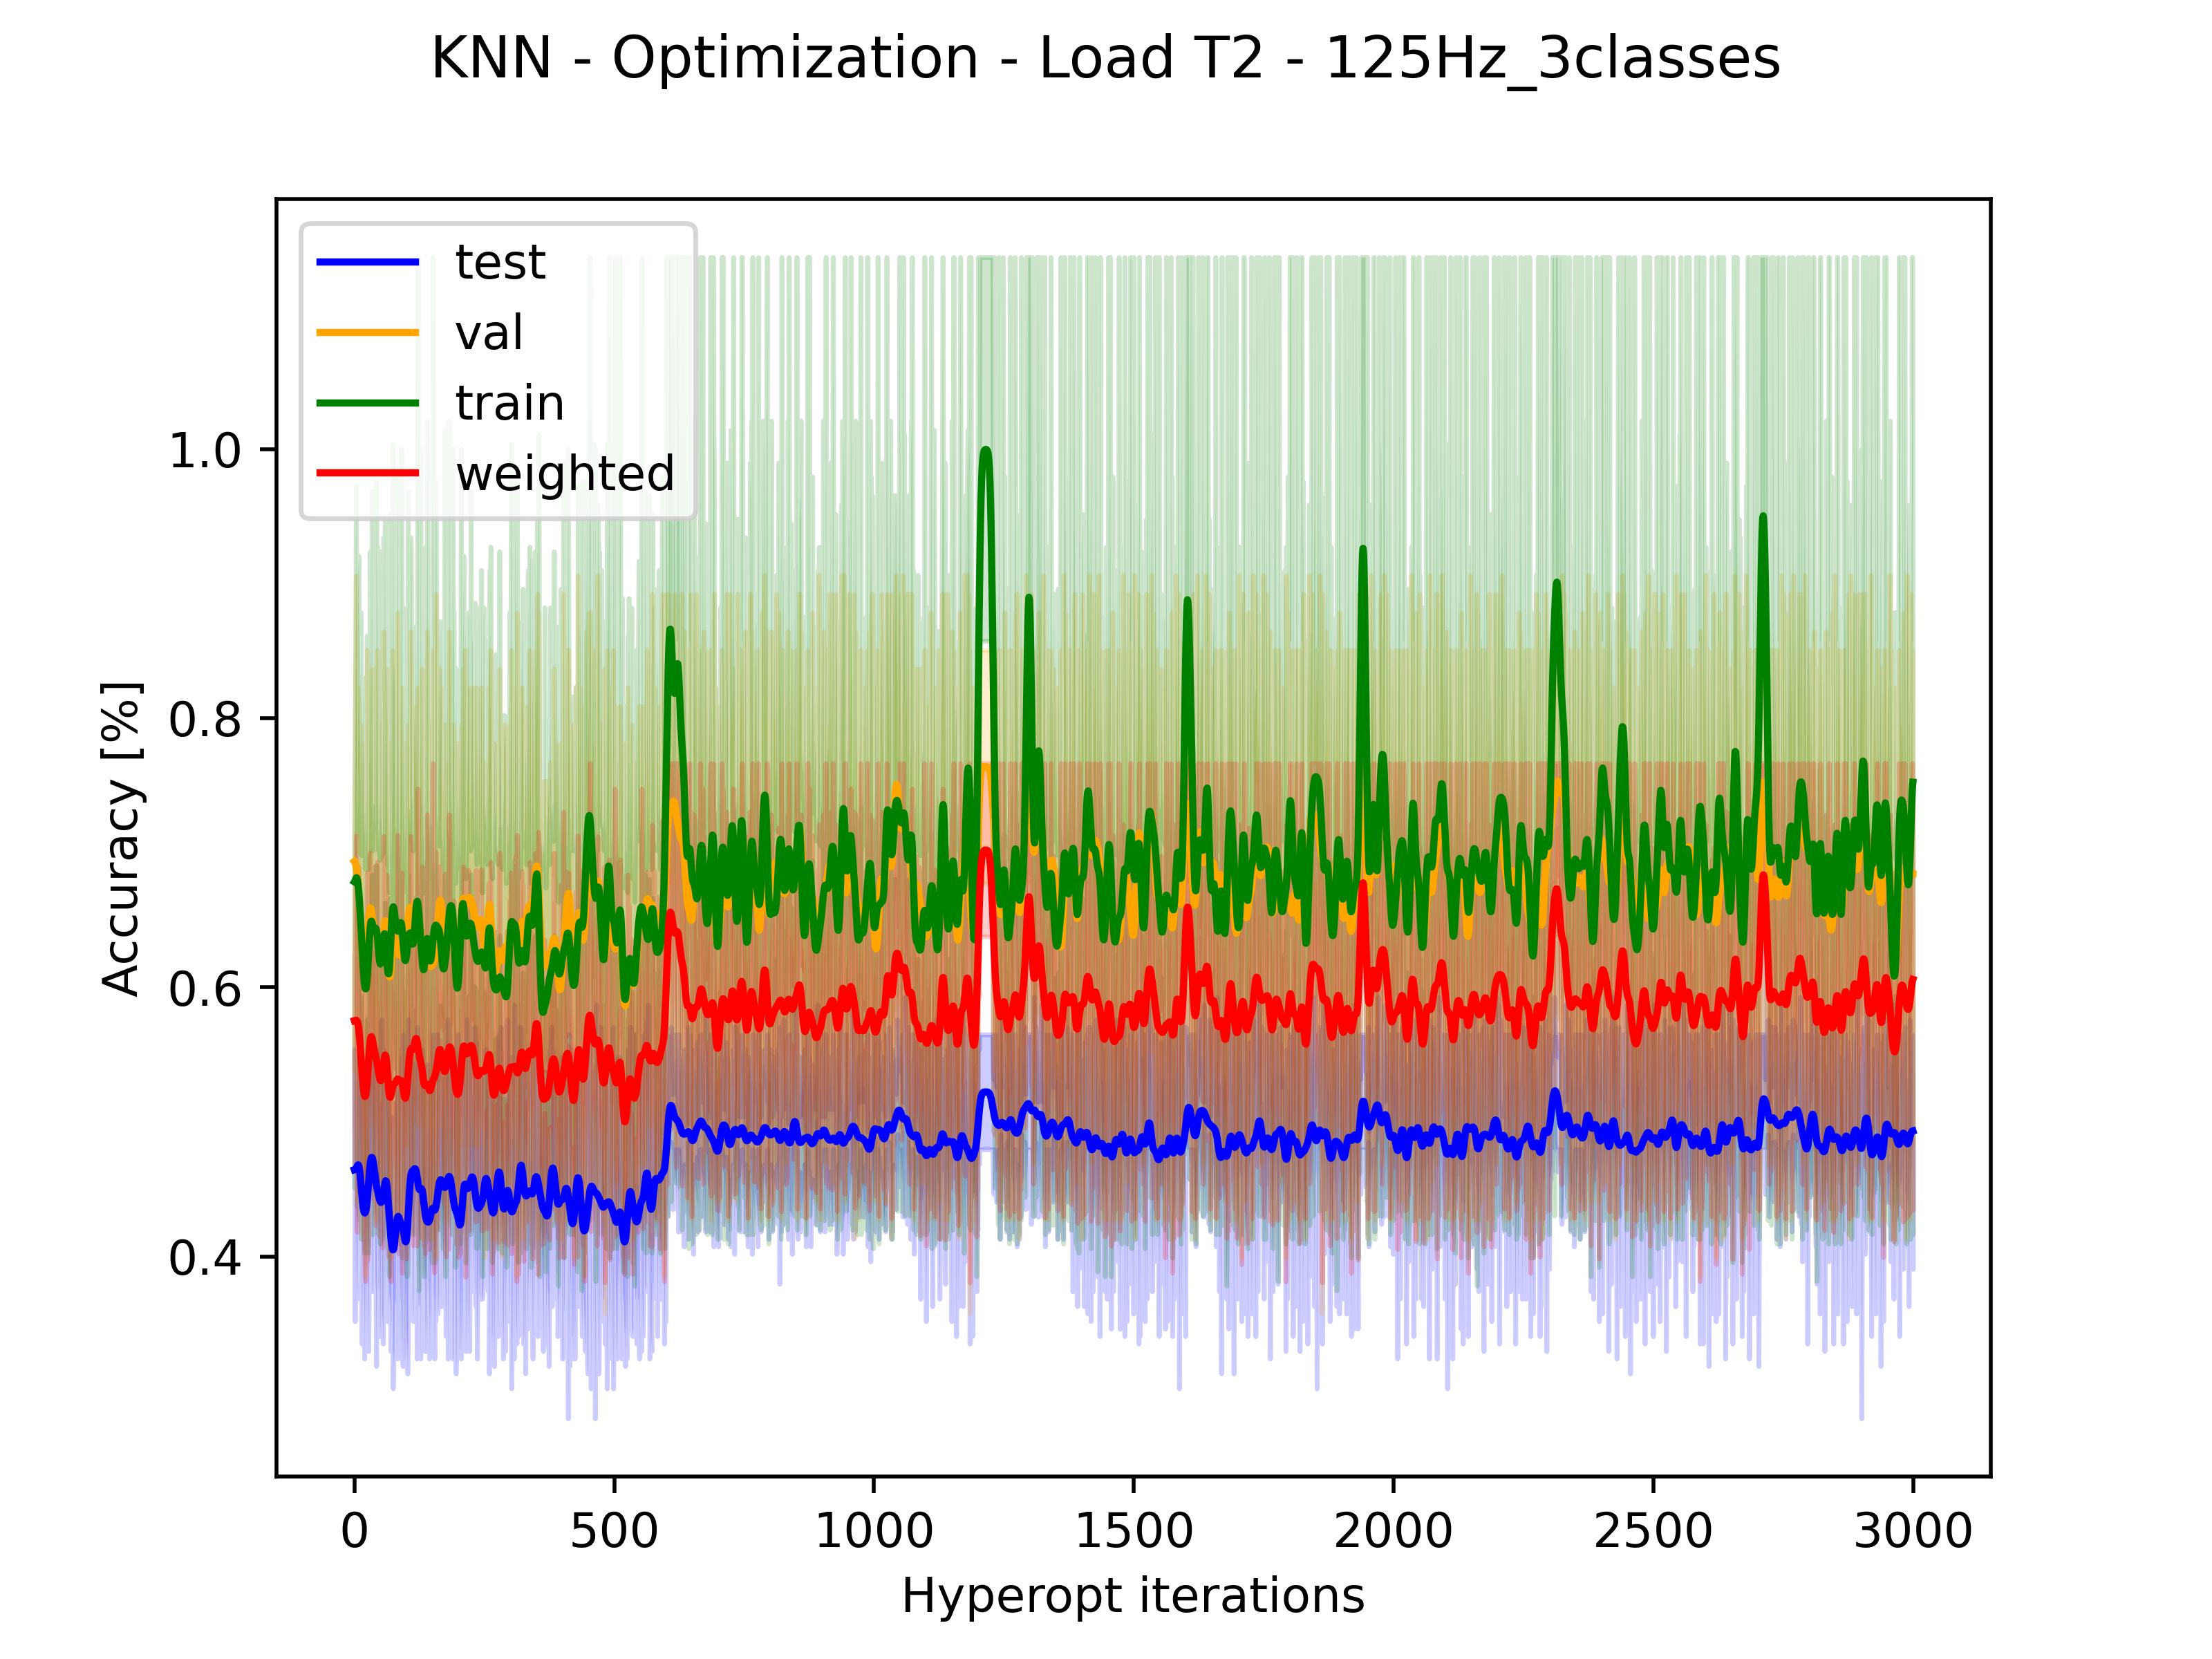 KNN - Optimization - Load T2 - 125Hz_3classes
test
val
train
weighted
1.0
0.8
0.6
0.4
Accuracy [%]
0 500 1000 1500 2000 2500 3000
Hyperopt iterations